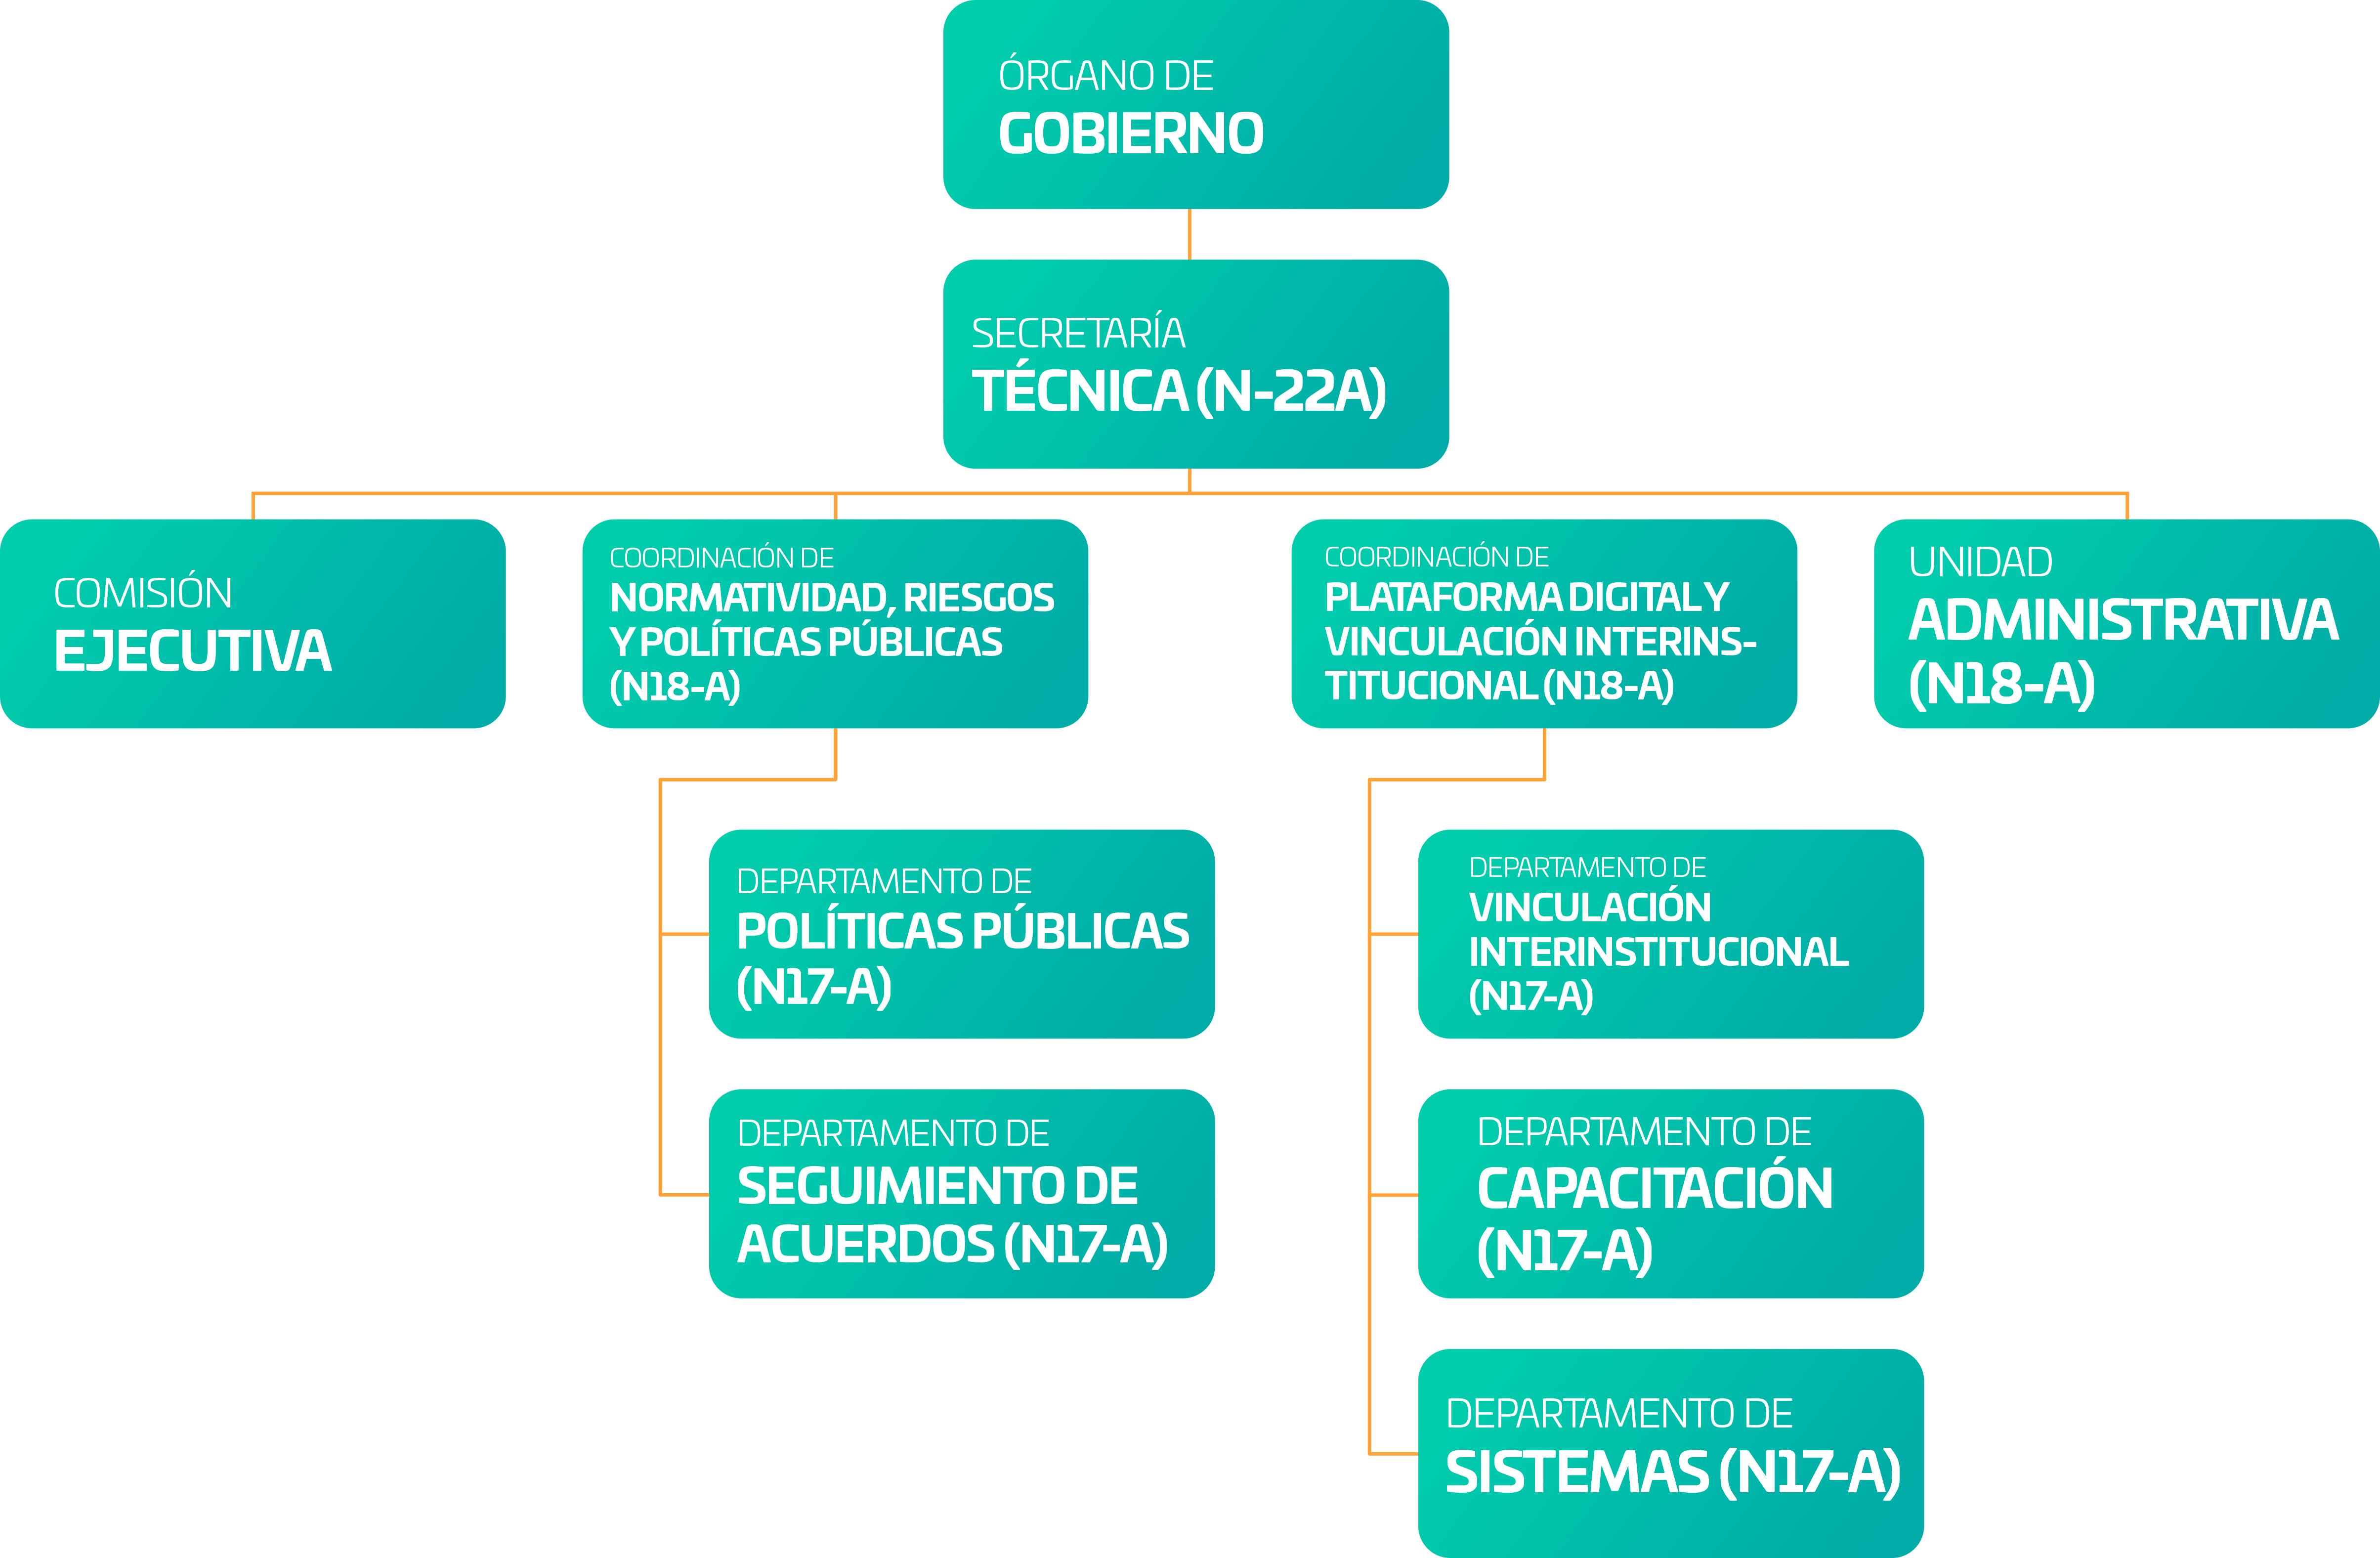 ÓRGANO DE
GOBIERNO
SECRETARÍA
TÉCNICA (N-22A)
COMISIÓN
EJECUTIVA
COORDINACIÓN DE
NORMATIVIDAD, RIESGOS
Y POLÍTICAS PÚBLICAS
(N18-A)
COORDINACIÓN DE
PLATAFORMA DIGITAL Y
VINCULACIÓN INTERINS-
TITUCIONAL (N18-A)
UNIDAD
ADMINISTRATIVA
(N18-A)
DEPARTAMENTO DE
POLÍTICAS PÚBLICAS
(N17-A)
DEPARTAMENTO DE
SEGUIMIENTO DE
ACUERDOS (N17-A)
DEPARTAMENTO DE
VINCULACIÓN
INTERINSTITUCIONAL
(N17-A)
DEPARTAMENTO DE
CAPACITACIÓN
(N17-A)
DEPARTAMENTO DE
SISTEMAS (N17-A)